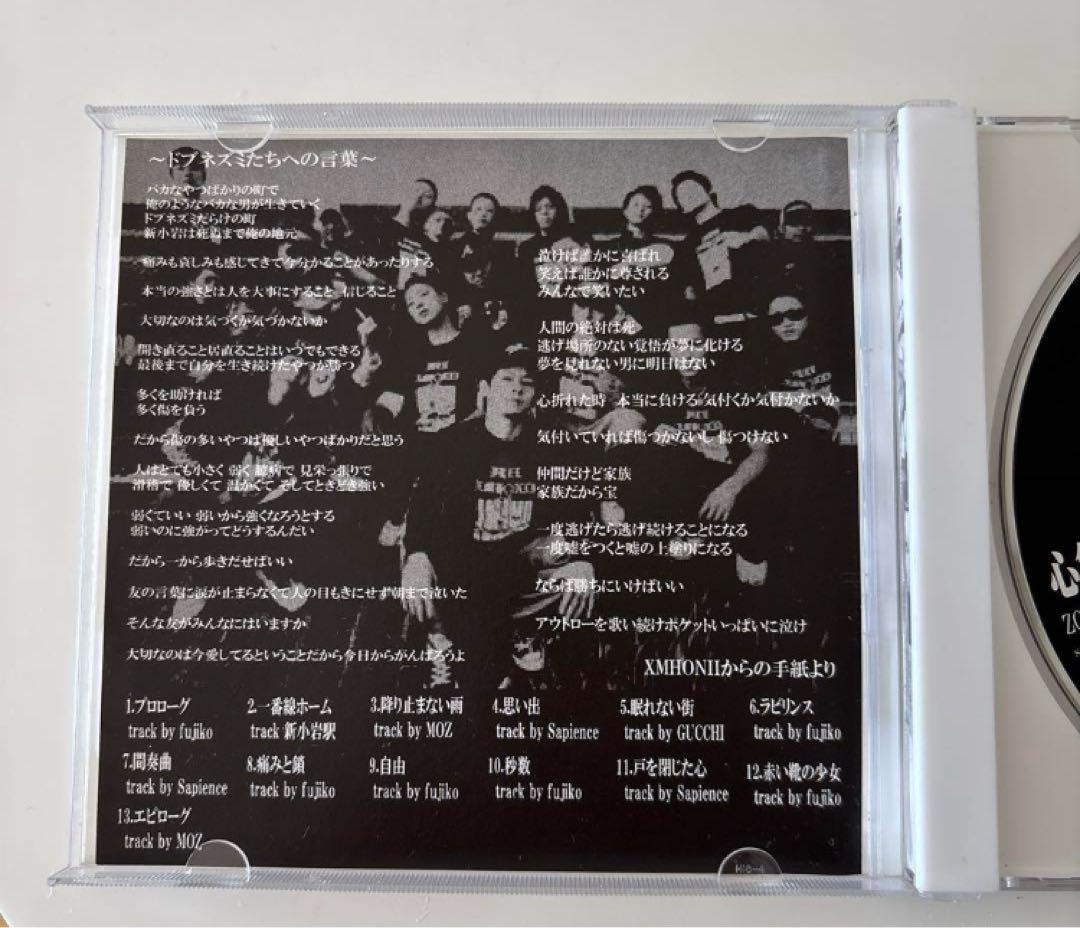 ～ドブネズミたちへの言葉～
バカなやつばかりの町で
俺のようなバカな男が生きていく
ドブネズミだらけの町
新小岩は死ぬまで俺の地元
痛みも哀しみも感じてきて今分かることがあったりする
本当の強さとは人を大事にすること 信じること
大切なのは気づくか気づかないか
開き直ること居直ることはいつでもできる
最後まで自分を生き続けたやつが勝つ
多くを助ければ
多く傷を負う
だから傷の多いやつは優しいやつばかりだと思う
人はとても小さく 弱く 臆病で 見栄っ張りで
滑稽で 優しくて 温かくて そしてときどき強い
弱くていい 弱いから強くなろうとする
弱いのに強がってどうするんだい
だから一から歩きだせばいい
友の言葉に涙が止まらなくて人の目もきにせず朝まで泣いた
そんな友がみんなにはいますか
大切なのは今愛してるということだから今日からがんばろうよ
泣けば誰かに喜ばれ
笑えば誰かに尊される
みんなで笑いたい
人間の絶対は死
逃げ場所のない覚悟が夢に化ける
夢を見れない男に明日はない
心折れた時 本当に負ける 気付くか気付かないか
気付いていれば傷つかないし 傷つけない
仲間だけど家族
家族だから宝
一度逃げたら逃げ続けることになる
一度嘘をつくと嘘の上塗りになる
ならば勝ちにいけばいい
アウトローを歌い続けポケットいっぱいに泣け
XMHONIIからの手紙より
1.プロローグ
track by fujiko
2.一番線ホーム
track 新小岩駅
3.降り止まない雨
track by MOZ
4.思い出
track by Sapience
5.眠れない街
track by GUCCHI
6.ラビリンス
track by fujiko
7.間奏曲
track by Sapience
8.痛みと鎖
track by fujiko
9.自由
track by fujiko
10.秒数
track by fujiko
11.戸を閉じた心
track by Sapience
12.赤い靴の少女
track by fujiko
13.エピローグ
track by MOZ
FREE
心